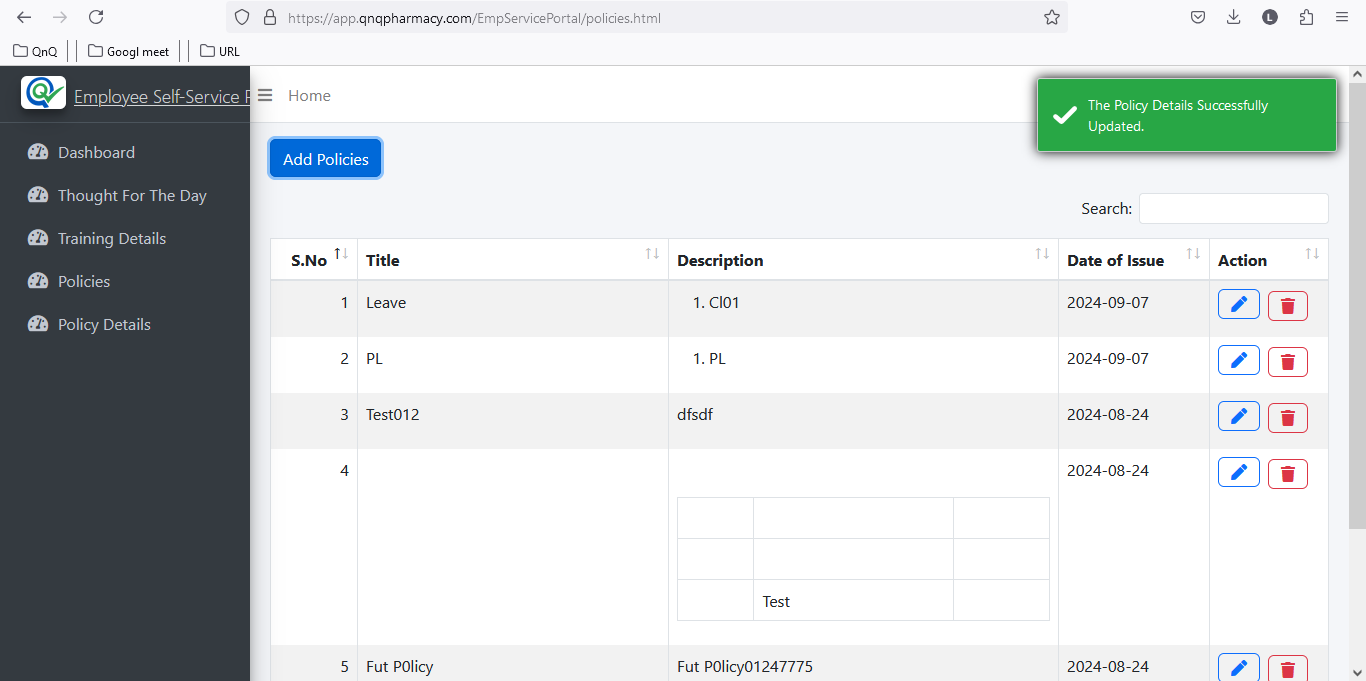 https://app.qnqpharmacy.com/EmpServicePortal/policies.html
L
QnQ
Googl meet
URL
Employee Self-Service P
Home
The Policy Details Successfully
Updated.
Dashboard
Thought For The Day
Training Details
Policies
Policy Details
Add Policies
Search:
S.No Title Description Date of Issue Action
1 Leave 1. Cl01 2024-09-07
2 PL 1. PL 2024-09-07
3 Test012 dfsdf 2024-08-24
4 2024-08-24
Test
5 Fut P0licy Fut P0licy01247775 2024-08-24